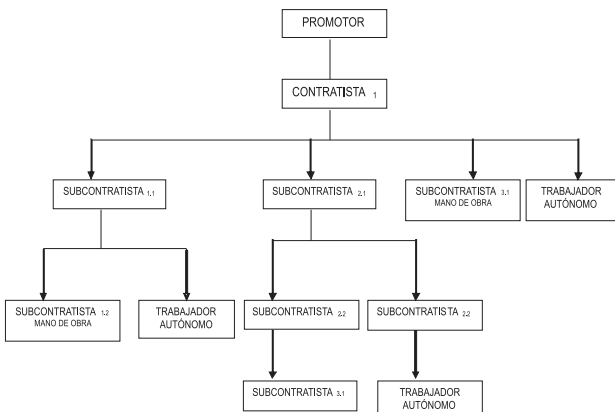 PROMOTOR
CONTRATISTA 1
SUBCONTRATISTA 1.1
SUBCONTRATISTA 2.1
SUBCONTRATISTA 3.1
MANO DE OBRA
TRABAJADOR
AUTÓNOMO
SUBCONTRATISTA 1.2
MANO DE OBRA
TRABAJADOR
AUTÓNOMO
SUBCONTRATISTA 2.2
SUBCONTRATISTA 2.2
SUBCONTRATISTA 3.1
TRABAJADOR
AUTÓNOMO